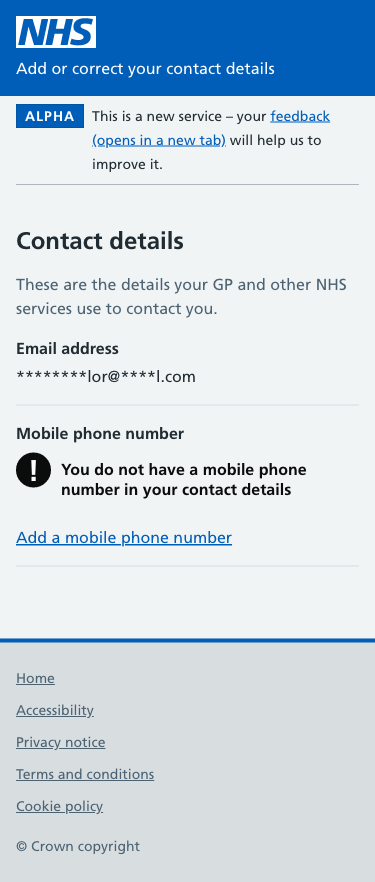 NHS
Add or correct your contact details
ALPHA This is a new service – your feedback
(opens in a new tab) will help us to
improve it.
Contact details
These are the details your GP and other NHS
services use to contact you.
Email address
********lor@****l.com
Mobile phone number
! You do not have a mobile phone
number in your contact details
Add a mobile phone number
Home
Accessibility
Privacy notice
Terms and conditions
Cookie policy
© Crown copyright